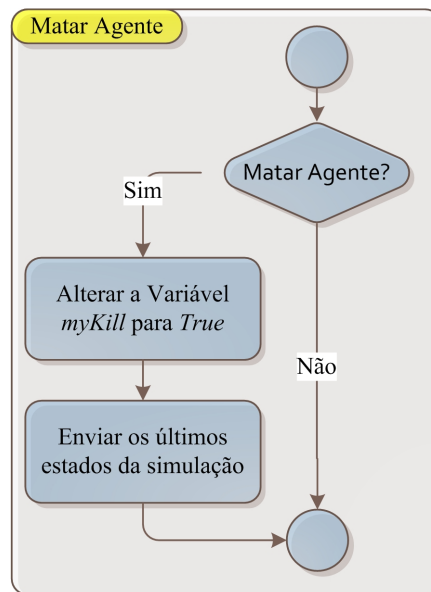 Matar Agente
Matar Agente?
Sim
Alterar a Variável
myKill para True
Não
Enviar os últimos
estados da simulação